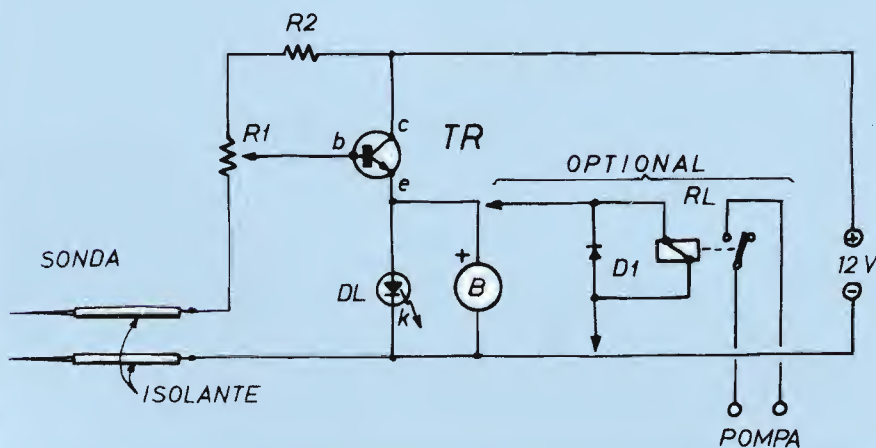 R2
R1
b
c
TR
e
OPTIONAL
RL
SONDA
DL
k
+
B
D1
+
12 V
-
ISOLANTE
POMPA